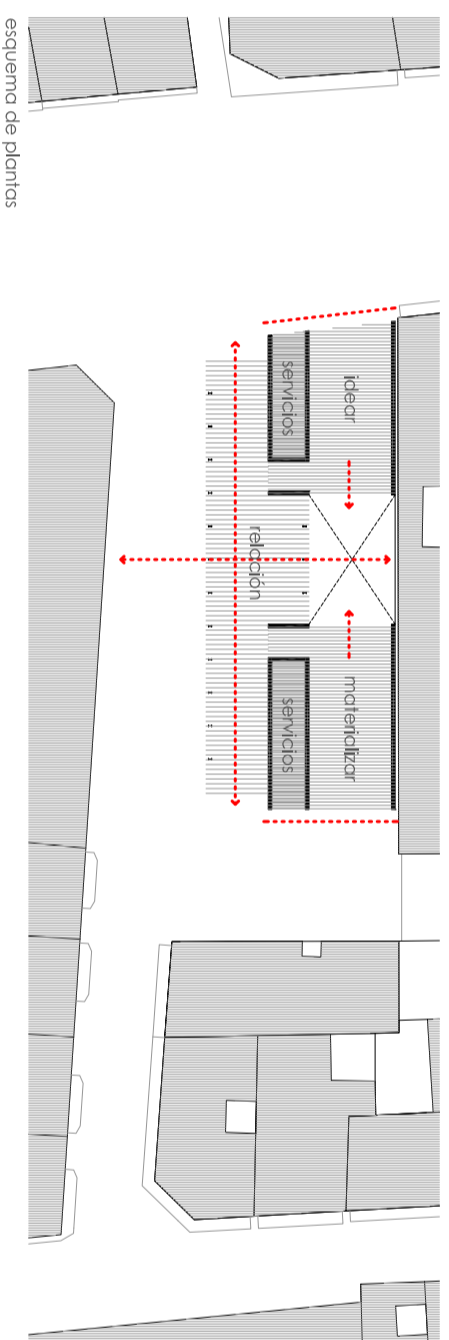 idear
materializar
servicios
servicios
relación
esquema de plantas